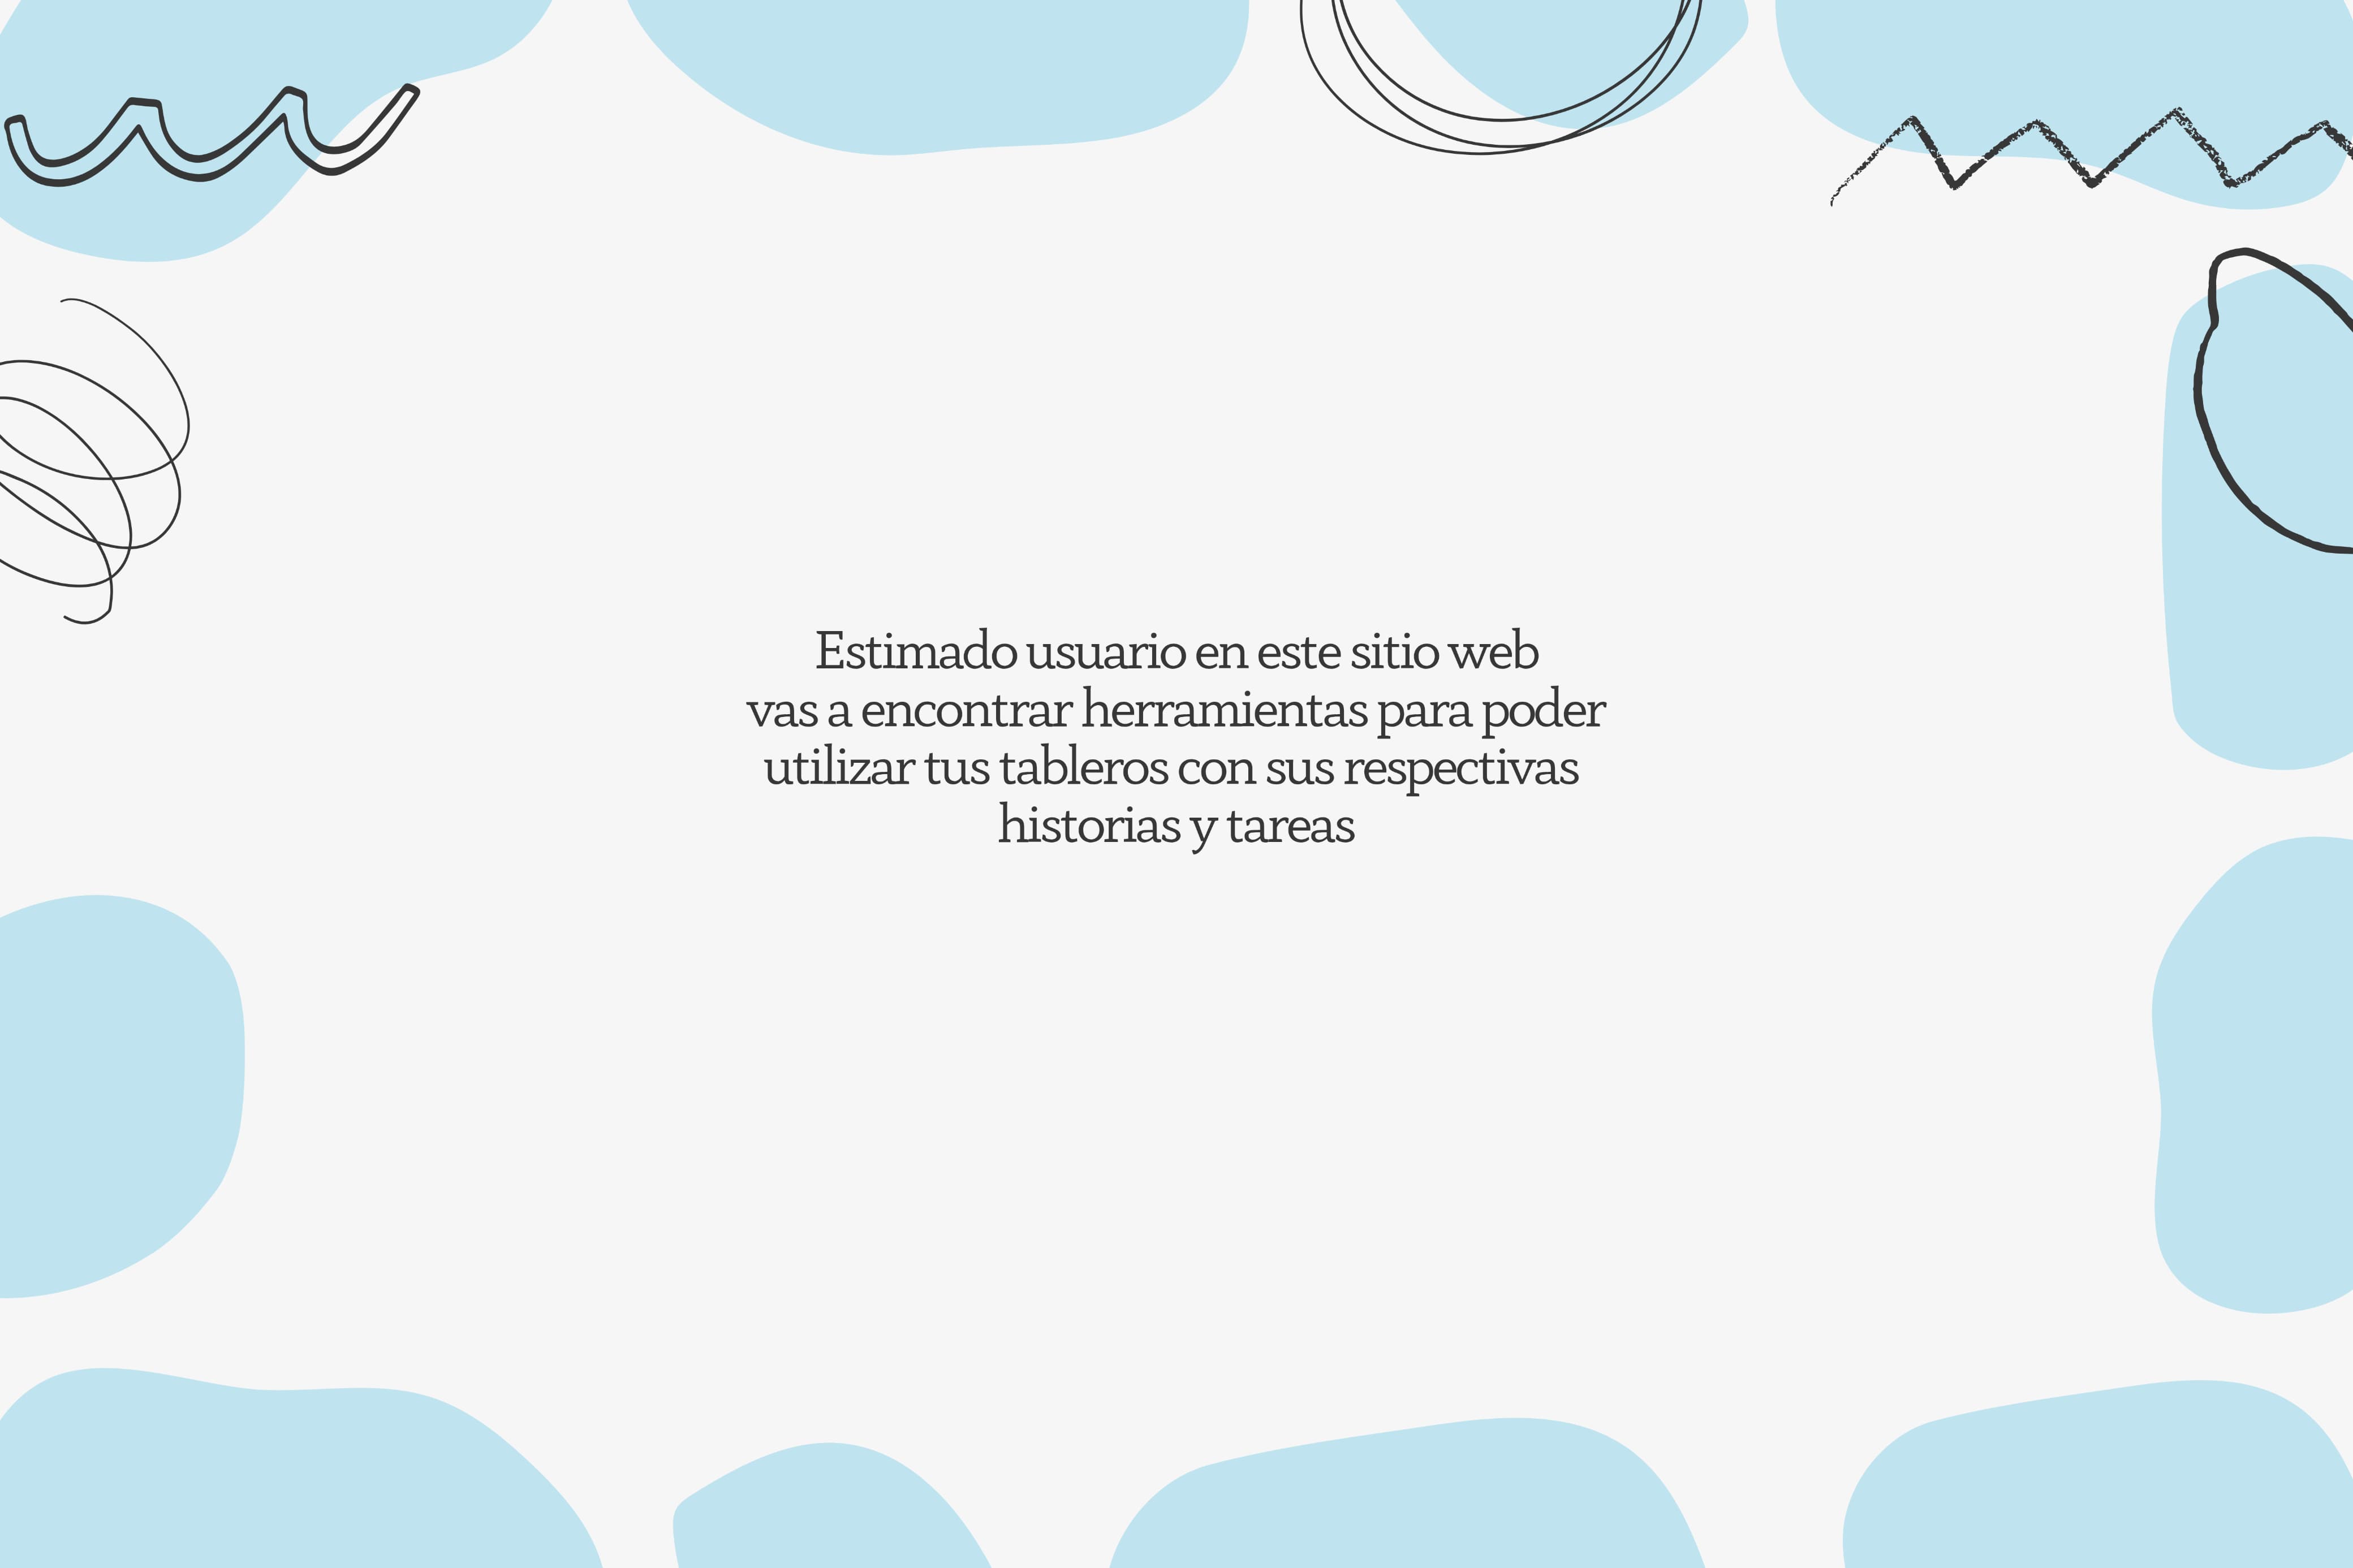 Estimado usuario en este sitio web
vas a encontrar herramientas para poder
utilizar tus tableros con sus respectivas
historias y tareas